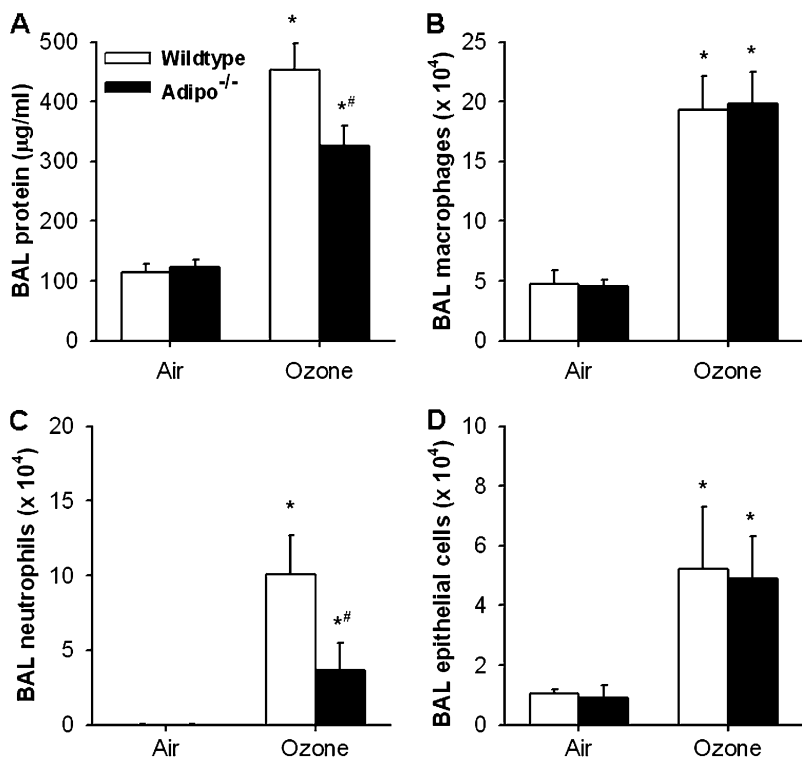 A
BAL protein (µg/ml)
500
400
300
200
100
0
Wildtype
Adipo-/-
*
*#
Air
Ozone
B
BAL macrophages (x 10⁴)
25
20
15
10
5
0
*
*
Air
Ozone
C
BAL neutrophils (x 10⁴)
20
15
10
5
0
*
*#
Air
Ozone
D
BAL epithelial cells (x 10⁴)
10
8
6
4
2
0
*
*
Air
Ozone